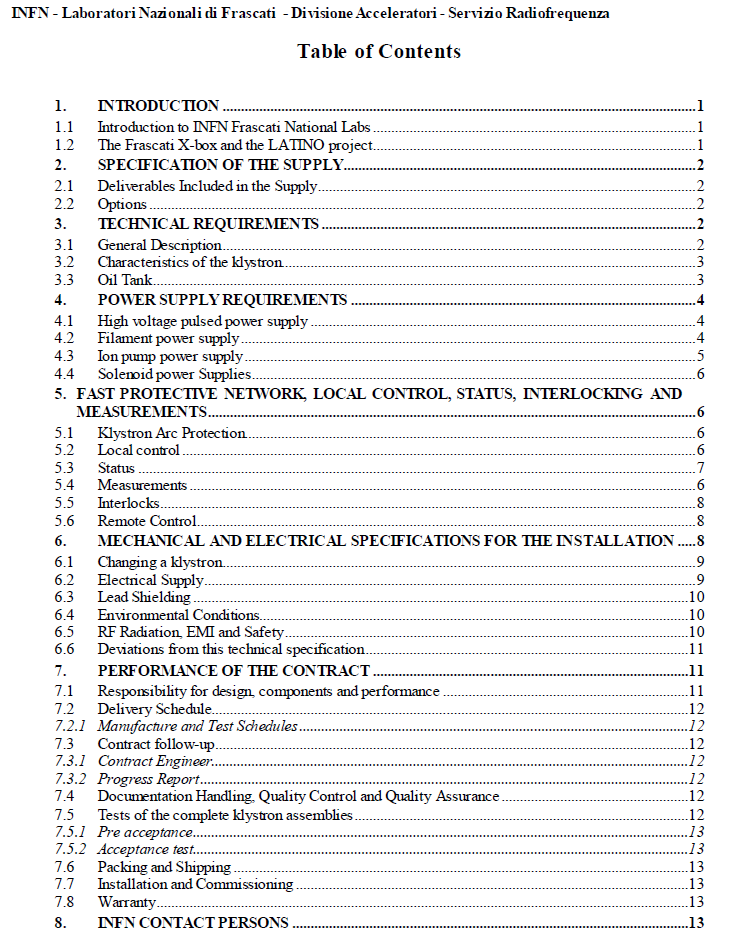 INFN - Laboratori Nazionali di Frascati - Divisione Acceleratori - Servizio Radiofrequenza
Table of Contents
1. INTRODUCTION ........ 1
1.1 Introduction to INFN Frascati National Labs ........ 1
1.2 The Frascati X-box and the LATINO project ........ 1
2. SPECIFICATION OF THE SUPPLY ........ 2
2.1 Deliverables Included in the Supply ........ 2
2.2 Options ........ 2
3. TECHNICAL REQUIREMENTS ........ 2
3.1 General Description ........ 2
3.2 Characteristics of the klystron ........ 3
3.3 Oil Tank ........ 3
4. POWER SUPPLY REQUIREMENTS ........ 4
4.1 High voltage pulsed power supply ........ 4
4.2 Filament power supply ........ 4
4.3 Ion pump power supply ........ 5
4.4 Solenoid power Supplies ........ 6
5. FAST PROTECTIVE NETWORK, LOCAL CONTROL, STATUS, INTERLOCKING AND
MEASUREMENTS ........ 6
5.1 Klystron Arc Protection ........ 6
5.2 Local control ........ 6
5.3 Status ........ 7
5.4 Measurements ........ 6
5.5 Interlocks ........ 8
5.6 Remote Control ........ 8
6. MECHANICAL AND ELECTRICAL SPECIFICATIONS FOR THE INSTALLATION ..... 8
6.1 Changing a klystron ........ 9
6.2 Electrical Supply ........ 9
6.3 Lead Shielding ........ 10
6.4 Environmental Conditions ........ 10
6.5 RF Radiation, EMI and Safety ........ 10
6.6 Deviations from this technical specification ........ 11
7. PERFORMANCE OF THE CONTRACT ........ 11
7.1 Responsibility for design, components and performance ........ 11
7.2 Delivery Schedule ........ 12
7.2.1 Manufacture and Test Schedules ........ 12
7.3 Contract follow-up ........ 12
7.3.1 Contract Engineer ........ 12
7.3.2 Progress Report ........ 12
7.4 Documentation Handling, Quality Control and Quality Assurance ........ 12
7.5 Tests of the complete klystron assemblies ........ 12
7.5.1 Pre acceptance ........ 13
7.5.2 Acceptance test ........ 13
7.6 Packing and Shipping ........ 13
7.7 Installation and Commissioning ........ 13
7.8 Warranty ........ 13
8. INFN CONTACT PERSONS ........ 13